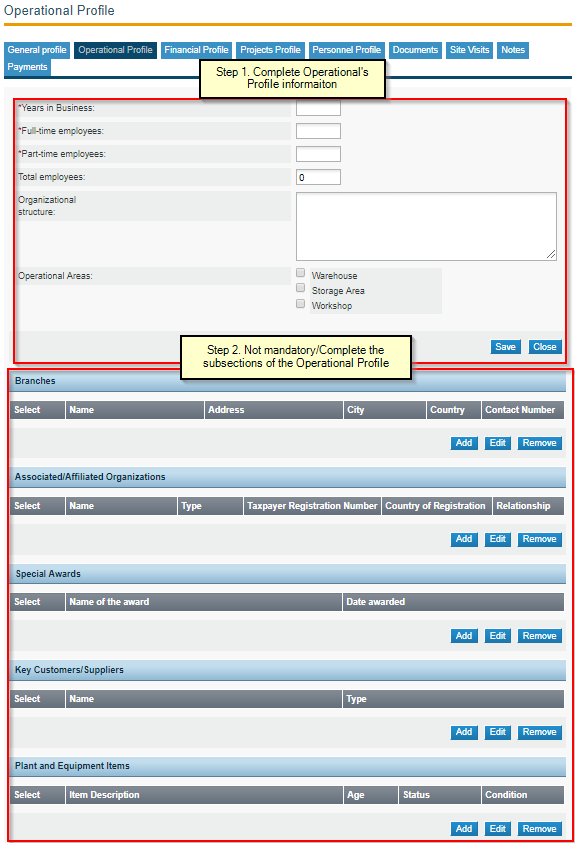 Operational Profile
General profile Operational Profile Financial Profile Projects Profile Personnel Profile Documents Site Visits Notes
Payments
Step 1. Complete Operational's
Profile informaiton
*Years in Business:
*Full-time employees:
*Part-time employees:
Total employees: 0
Organizational
structure:
Operational Areas: Warehouse
Storage Area
Workshop
Save Close
Step 2. Not mandatory/Complete the
subsections of the Operational Profile
Branches
Select Name Address City Country Contact Number
Add Edit Remove
Associated/Affiliated Organizations
Select Name Type Taxpayer Registration Number Country of Registration Relationship
Add Edit Remove
Special Awards
Select Name of the award Date awarded
Add Edit Remove
Key Customers/Suppliers
Select Name Type
Add Edit Remove
Plant and Equipment Items
Select Item Description Age Status Condition
Add Edit Remove